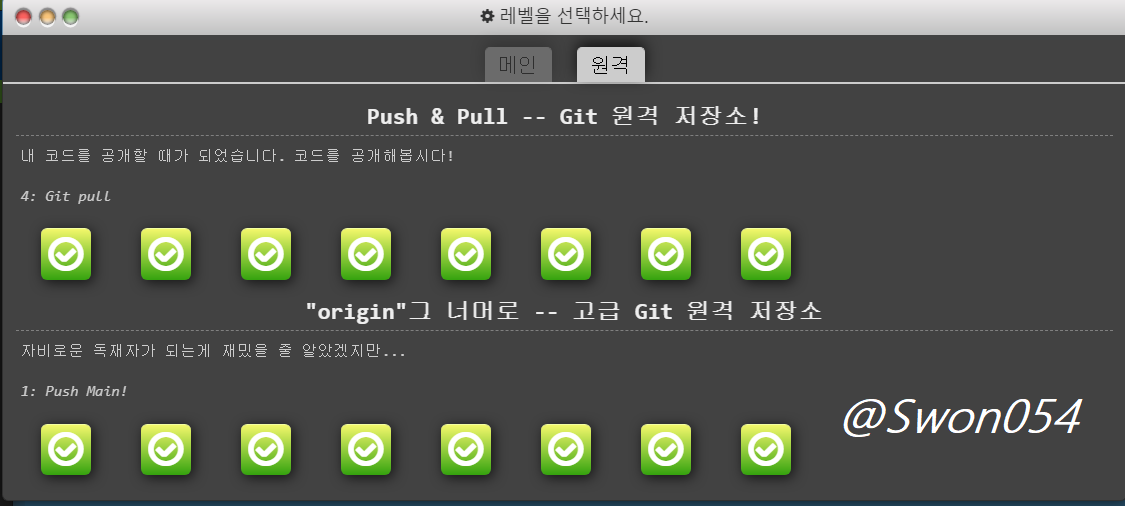 레벨을 선택하세요.
메인 원격
Push & Pull -- Git 원격 저장소!
내 코드를 공개할 때가 되었습니다. 코드를 공개해봅시다!
4: Git pull
"origin"그 너머로 -- 고급 Git 원격 저장소
자비로운 독재자가 되는게 재밌을 줄 알았겠지만...
1: Push Main!
@Swon054